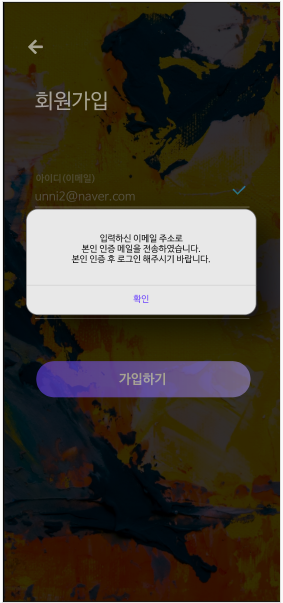 회원가입
아이디(이메일)
unni2@naver.com
입력하신 이메일 주소로
본인 인증 메일을 전송하였습니다.
본인 인증 후 로그인 해주시기 바랍니다.
확인
가입하기